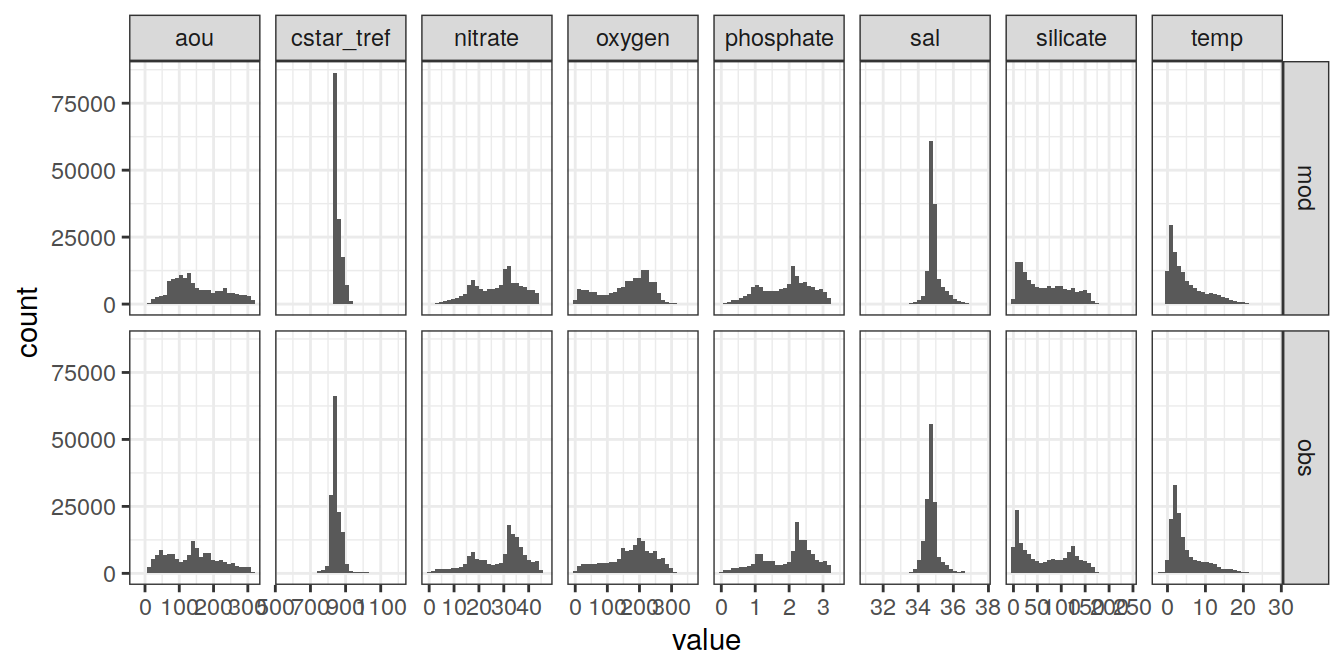 aou cstar_tref nitrate oxygen phosphate sal silicate temp
75000
50000
25000
0
mod
count
75000
50000
25000
0
obs
0 100 200 300 500 700 900 1100 0 10 20 30 40 0 100 200 300 0 1 2 3 32 34 36 38 0 50 100 150 200 250 0 10 20 30
value